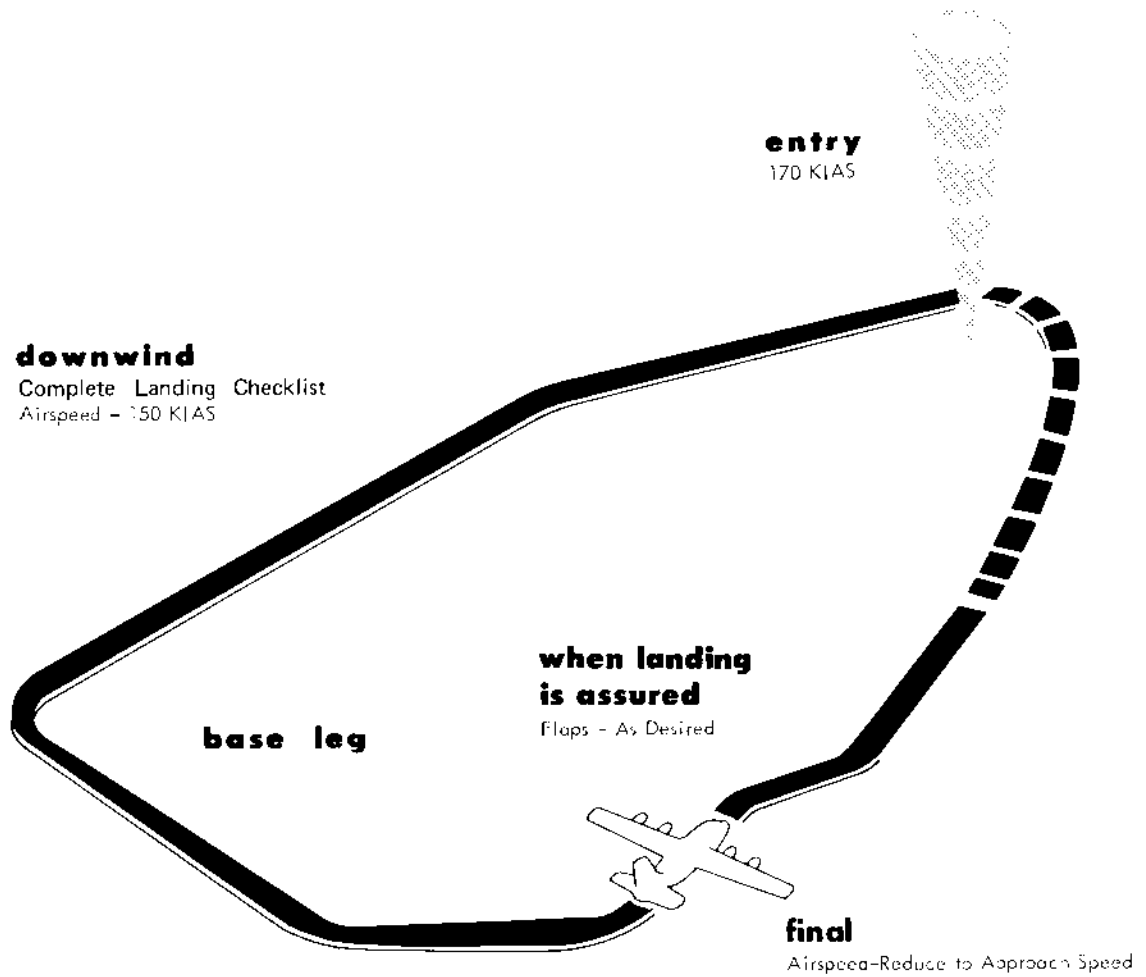 entry
170 KIAS
downwind
Complete Landing Checklist
Airspeed - 150 KIAS
when landing
is assured
Flaps - As Desired
base leg
final
Airspeed-Reduce to Approach Speed